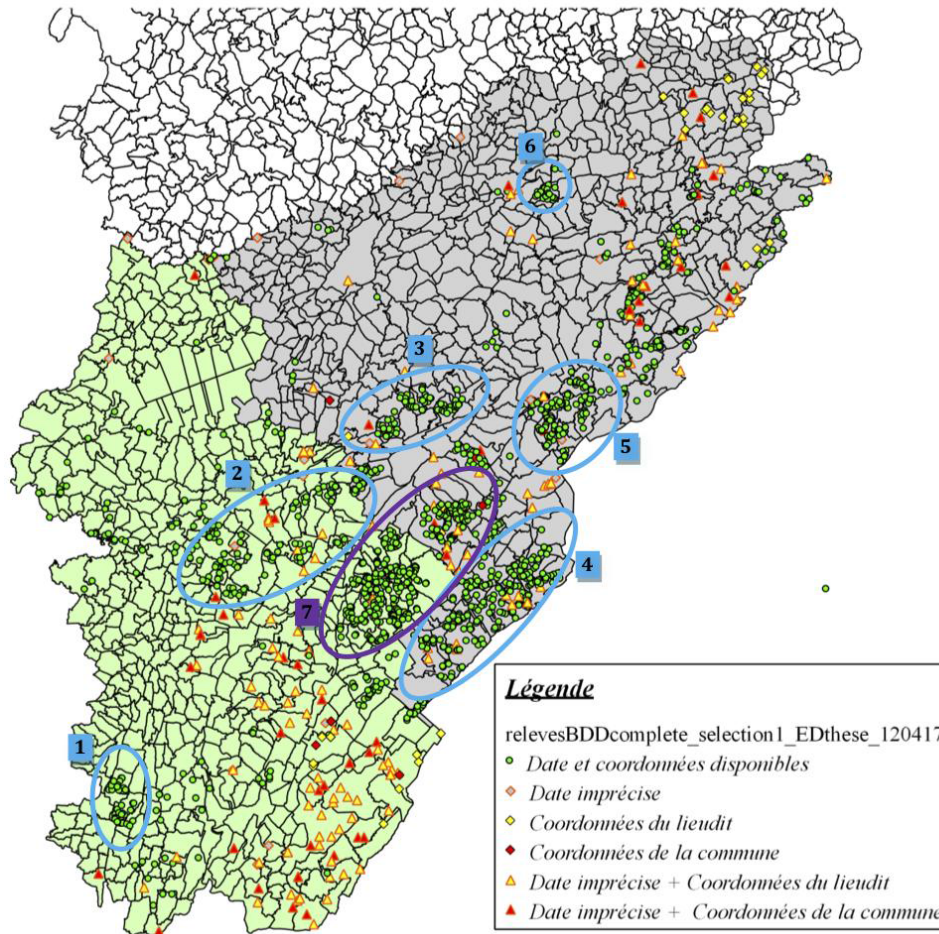 6
3
5
2
4
7
1
Légende
relevesBDDcomplete_selection1_EDthese_120417
Date et coordonnées disponibles
Date imprécise
Coordonnées du lieudit
Coordonnées de la commune
Date imprécise + Coordonnées du lieudit
Date imprécise + Coordonnées de la commune